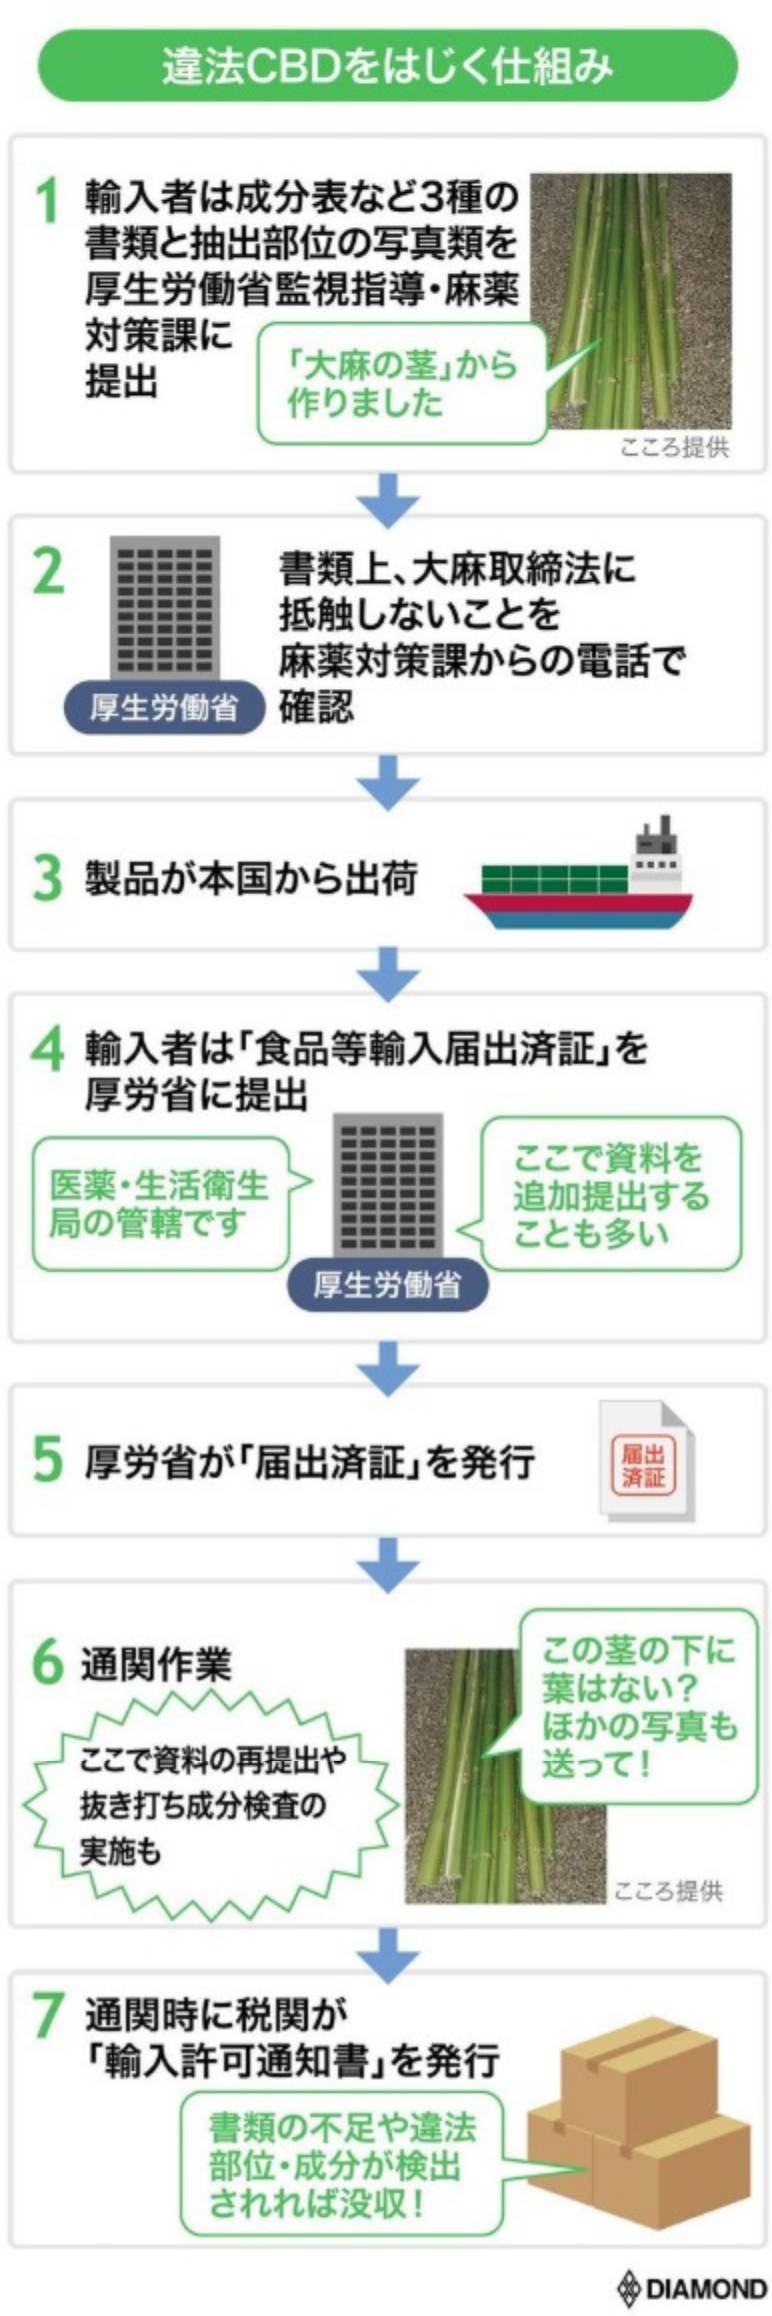 違法CBDをはじく仕組み
1
輸入者は成分表など3種の
書類と抽出部位の写真類を
厚生労働省監視指導・麻薬
対策課に
提出
「大麻の茎」から
作りました
こころ提供
2
厚生労働省
書類上、大麻取締法に
抵触しないことを
麻薬対策課からの電話で
確認
3
製品が本国から出荷
4
輸入者は「食品等輸入届出済証」を
厚労省に提出
医薬・生活衛生
局の管轄です
ここで資料を
追加提出する
ことも多い
厚生労働省
5
厚労省が「届出済証」を発行
届出
済証
6
通関作業
ここで資料の再提出や
抜き打ち成分検査の
実施も
この茎の下に
葉はない?
ほかの写真も
送って!
こころ提供
7
通関時に税関が
「輸入許可通知書」を発行
書類の不足や違法
部位・成分が検出
されれば没収!
DIAMOND